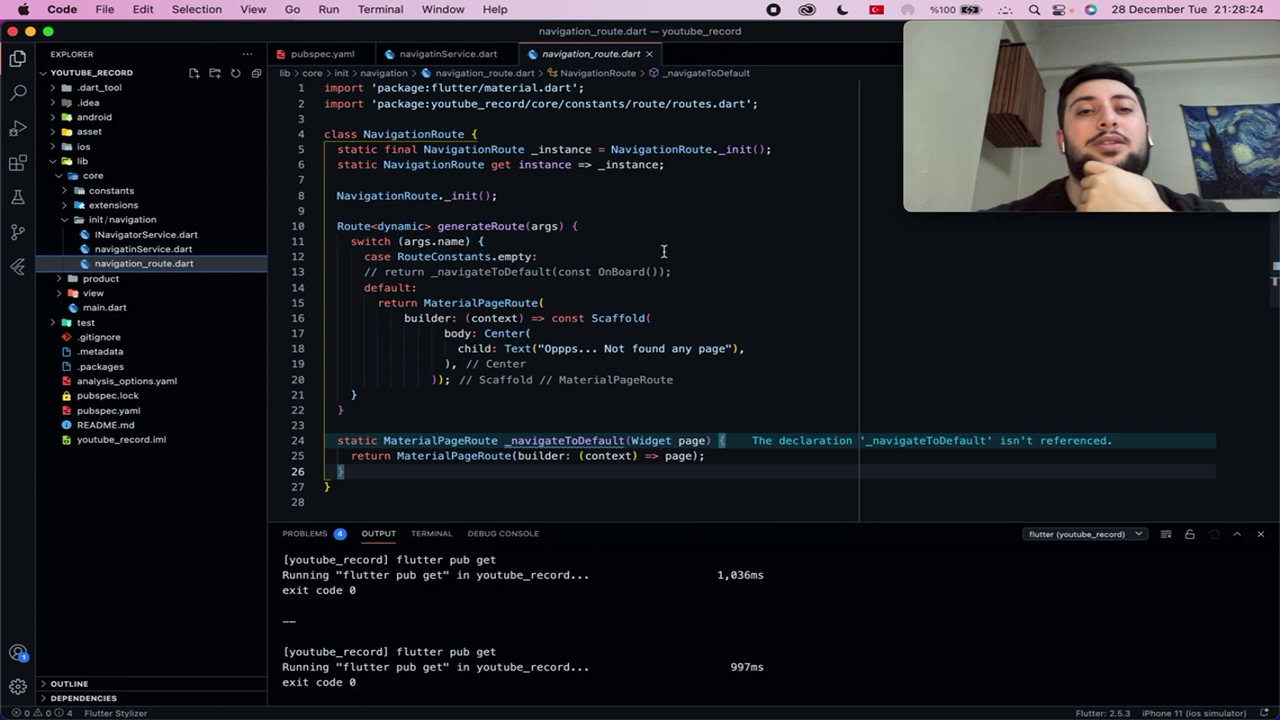 Code File Edit Selection View Go Run Terminal Window Help %100 28 December Tue 21:28:24
navigation_route.dart — youtube_record
EXPLORER
YOUTUBE_RECORD
.dart_tool
.idea
android
asset
ios
lib
core
constants
extensions
init/navigation
INavigatorService.dart
navigatinService.dart
navigation_route.dart
product
view
main.dart
test
.gitignore
.metadata
.packages
analysis_options.yaml
pubspec.lock
pubspec.yaml
README.md
youtube_record.iml
OUTLINE
DEPENDENCIES
pubspec.yaml navigatinService.dart navigation_route.dart
lib > core > init > navigation > navigation_route.dart > NavigationRoute > _navigateToDefault
1 import 'package:flutter/material.dart';
2 import 'package:youtube_record/core/constants/route/routes.dart';
3
4 class NavigationRoute {
5 static final NavigationRoute _instance = NavigationRoute._init();
6 static NavigationRoute get instance => _instance;
7
8 NavigationRoute._init();
9
10 Route<dynamic> generateRoute(args) {
11 switch (args.name) {
12 case RouteConstants.empty:
13 // return _navigateToDefault(const OnBoard());
14 default:
15 return MaterialPageRoute(
16 builder: (context) => const Scaffold(
17 body: Center(
18 child: Text("Oppps... Not found any page"),
19 ), // Center
20 )); // Scaffold // MaterialPageRoute
21 }
22 }
23
24 static MaterialPageRoute _navigateToDefault(Widget page) { The declaration '_navigateToDefault' isn't referenced.
25 return MaterialPageRoute(builder: (context) => page);
26 }
27 }
28
PROBLEMS 4 OUTPUT TERMINAL DEBUG CONSOLE flutter (youtube_record)
[youtube_record] flutter pub get
Running "flutter pub get" in youtube_record... 1,036ms
exit code 0
——
[youtube_record] flutter pub get
Running "flutter pub get" in youtube_record... 997ms
exit code 0
1
0 0 4 Flutter Stylizer Flutter: 2.5.3 iPhone 11 (ios simulator)